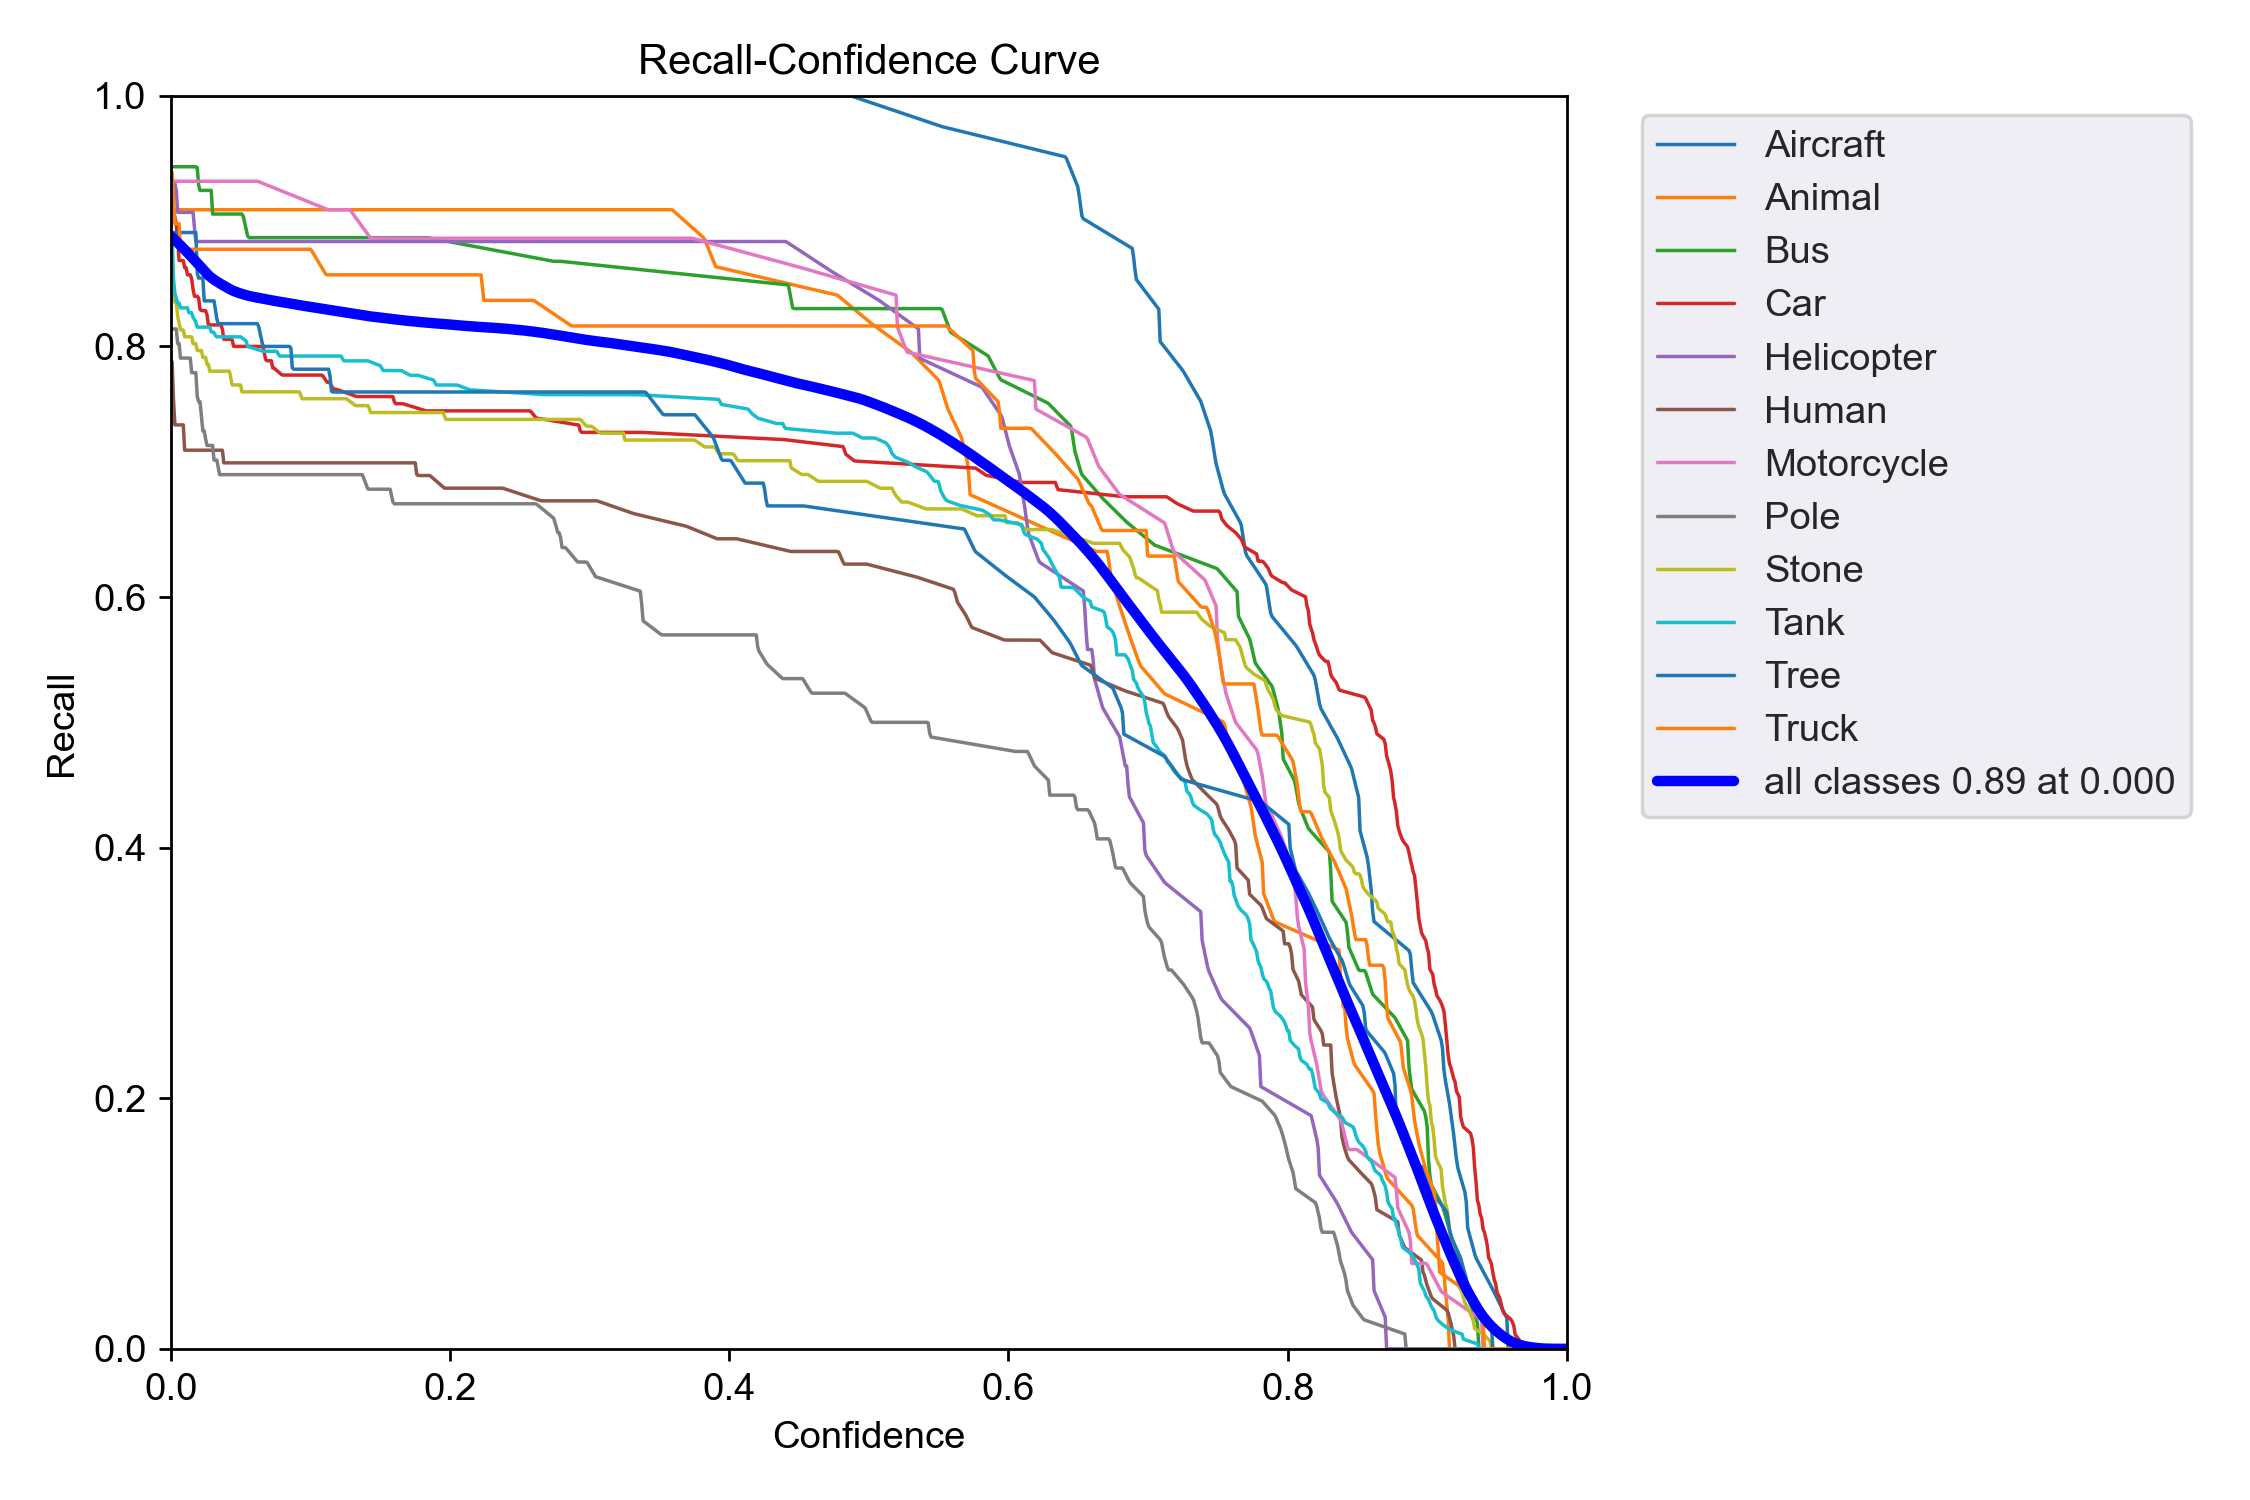 Recall-Confidence Curve
1.0
0.8
0.6
0.4
0.2
0.0
Recall
0.0 0.2 0.4 0.6 0.8 1.0
Confidence
Aircraft
Animal
Bus
Car
Helicopter
Human
Motorcycle
Pole
Stone
Tank
Tree
Truck
all classes 0.89 at 0.000